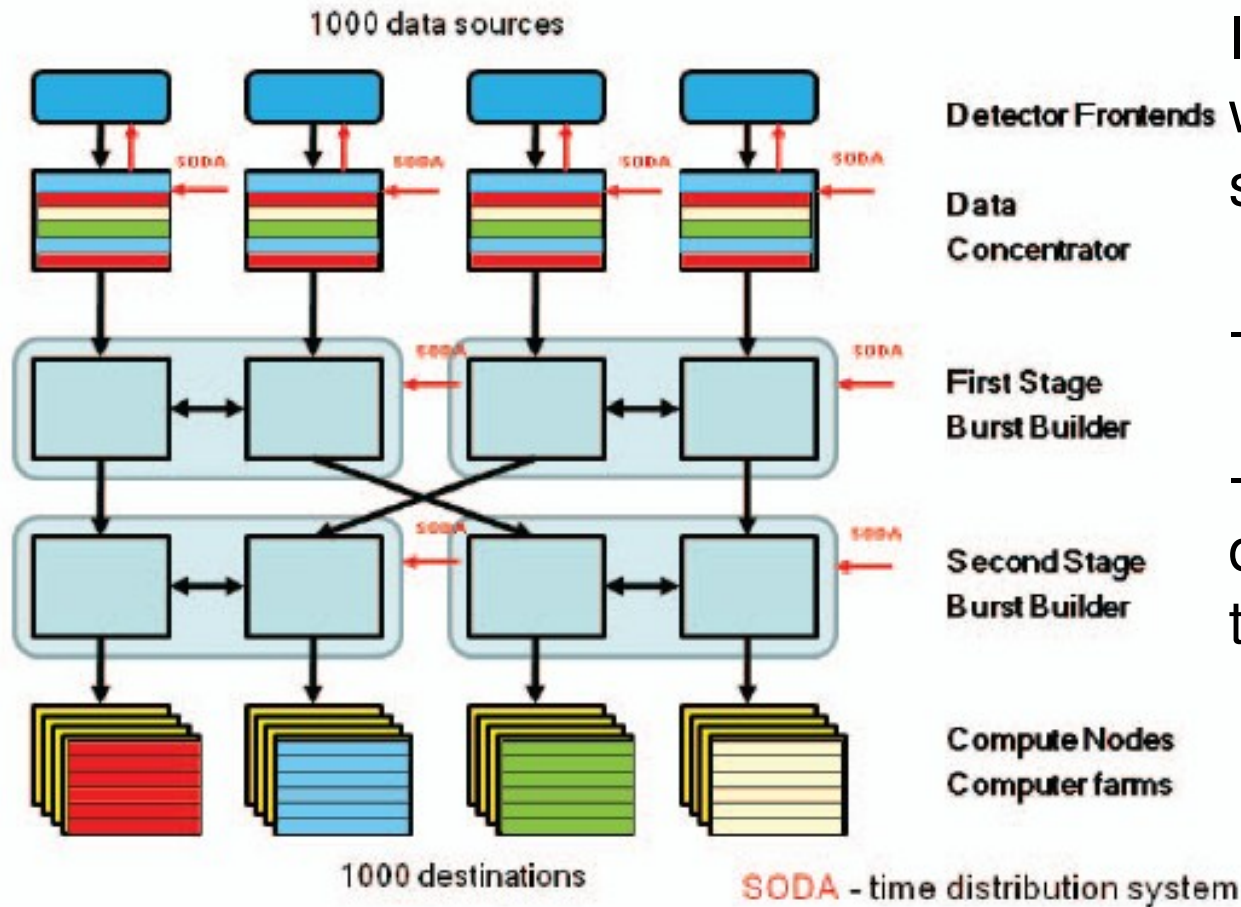 1000 data sources
Detector Frontends
SODA
SODA
SODA
SODA
Data
Concentrator
SODA
SODA
First Stage
Burst Builder
SODA
SODA
Second Stage
Burst Builder
Compute Nodes
Computer farms
1000 destinations
SODA - time distribution system